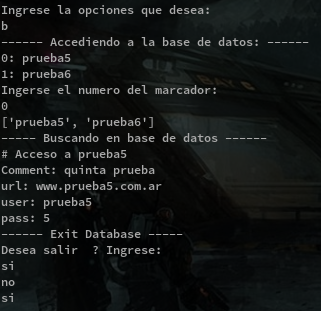 Ingrese la opciones que desea:
b
------ Accediendo a la base de datos: ------
0: prueba5
1: prueba6
Ingerse el numero del marcador:
0
['prueba5', 'prueba6']
----- Buscando en base de datos ------
# Acceso a prueba5
Comment: quinta prueba
url: www.prueba5.com.ar
user: prueba5
pass: 5
------ Exit Database -----
Desea salir  ? Ingrese:
si
no
si